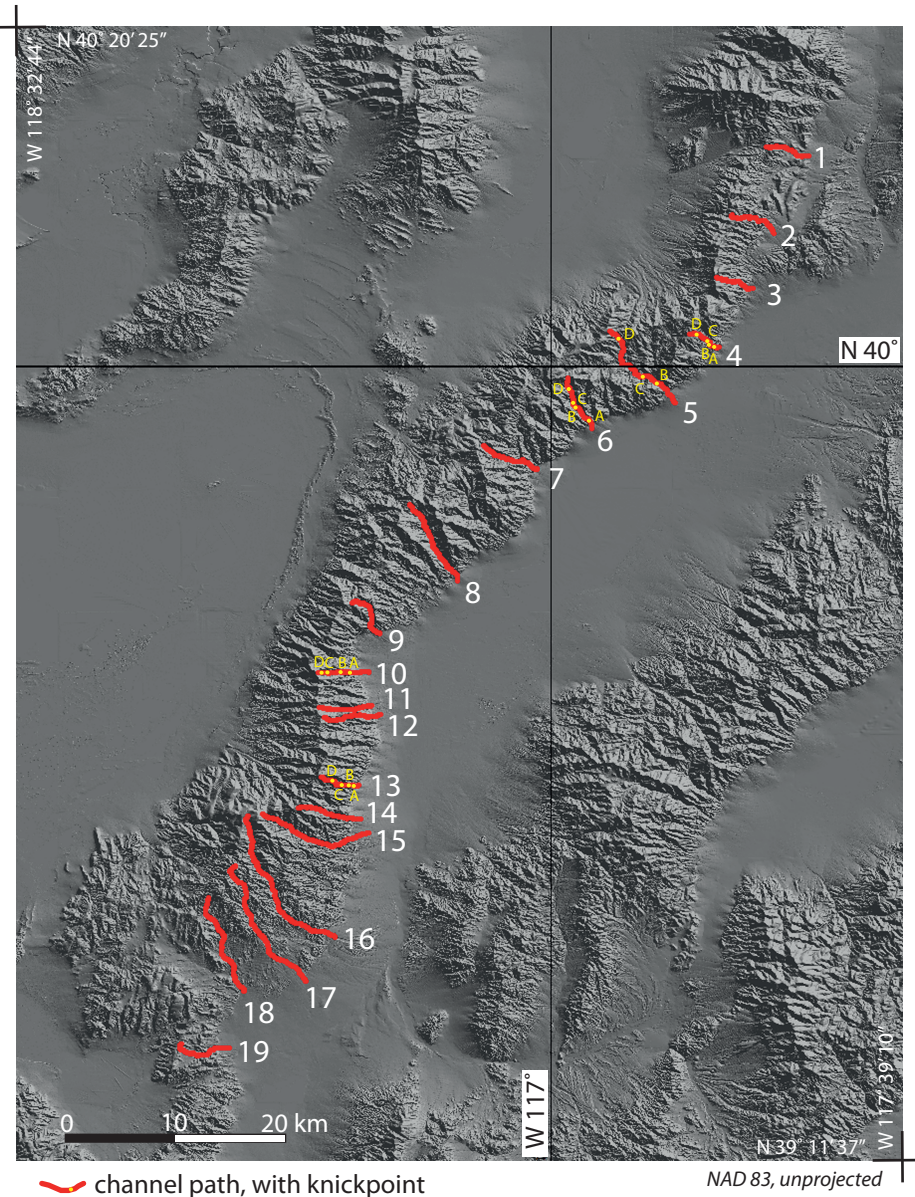 N 40° 20' 25"
W 118° 32' 44"
1
2
3
D
C
B
A
4
N 40°
D
C
B
5
D
C
B
A
6
7
8
9
D
C
B
A
10
11
12
D
B
C
A
13
14
15
16
17
18
19
0 10 20 km
W 117°
N 39° 11' 37"
W 117° 39' 10'
channel path, with knickpoint
NAD 83, unprojected